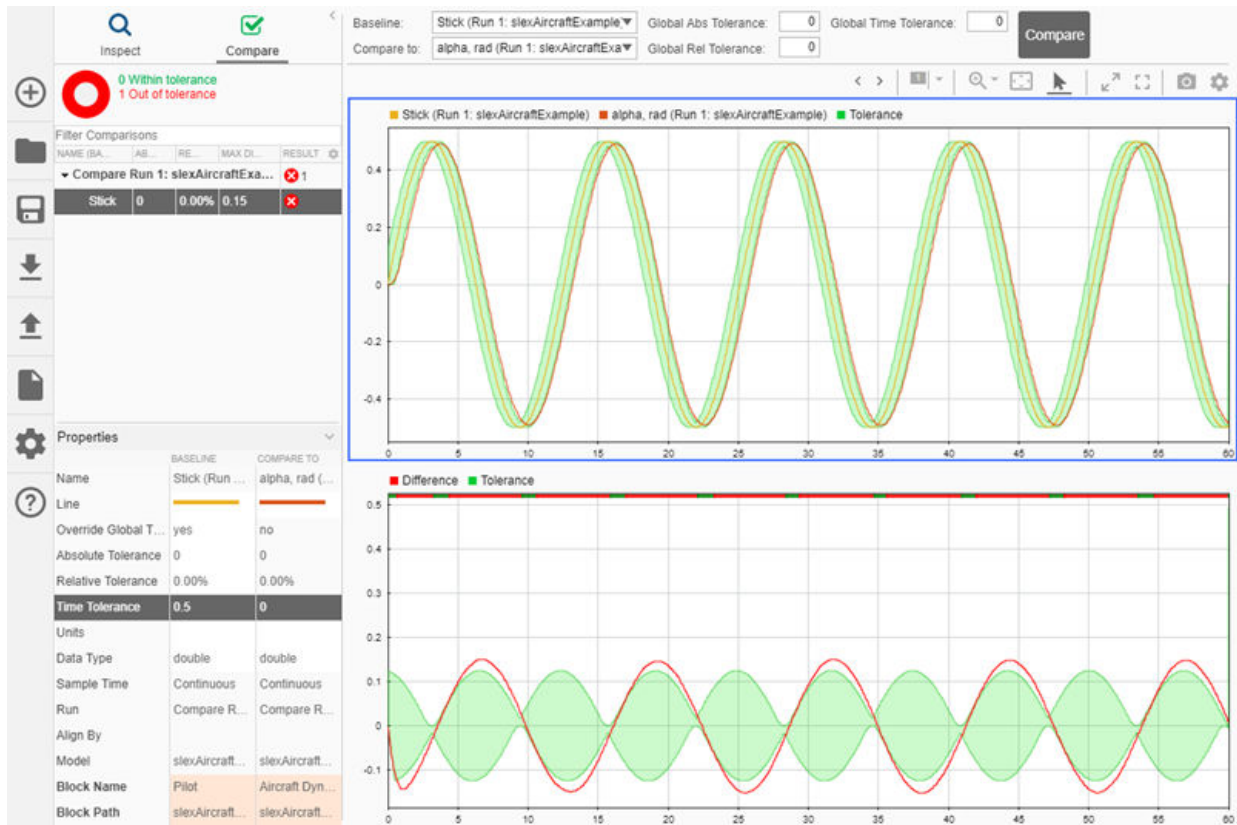 Inspect
Compare
Baseline:
Stick (Run 1: slexAircraftExample)
Global Abs Tolerance:
0
Global Time Tolerance:
0
Compare
Compare to:
alpha, rad (Run 1: slexAircraftExa
Global Rel Tolerance:
0
0 Within tolerance
1 Out of tolerance
Filter Comparisons
NAME (BA... AB... RE... MAX DI... RESULT
Compare Run 1: slexAircraftExa... 1
Stick 0 0.00% 0.15
Stick (Run 1: slexAircraftExample) alpha, rad (Run 1: slexAircraftExample) Tolerance
0.4
0.2
0
-0.2
-0.4
0 5 10 15 20 25 30 35 40 45 50 55 60
Properties
BASELINE COMPARE TO
Name Stick (Run ... alpha, rad (...
Line
Override Global T... yes no
Absolute Tolerance 0 0
Relative Tolerance 0.00% 0.00%
Time Tolerance 0.5 0
Units
Data Type double double
Sample Time Continuous Continuous
Run Compare R... Compare R...
Align By
Model slexAircraft... slexAircraft...
Block Name Pilot Aircraft Dyn...
Block Path slexAircraft... slexAircraft...
Difference Tolerance
0.5
0.4
0.3
0.2
0.1
0
-0.1
0 5 10 15 20 25 30 35 40 45 50 55 60